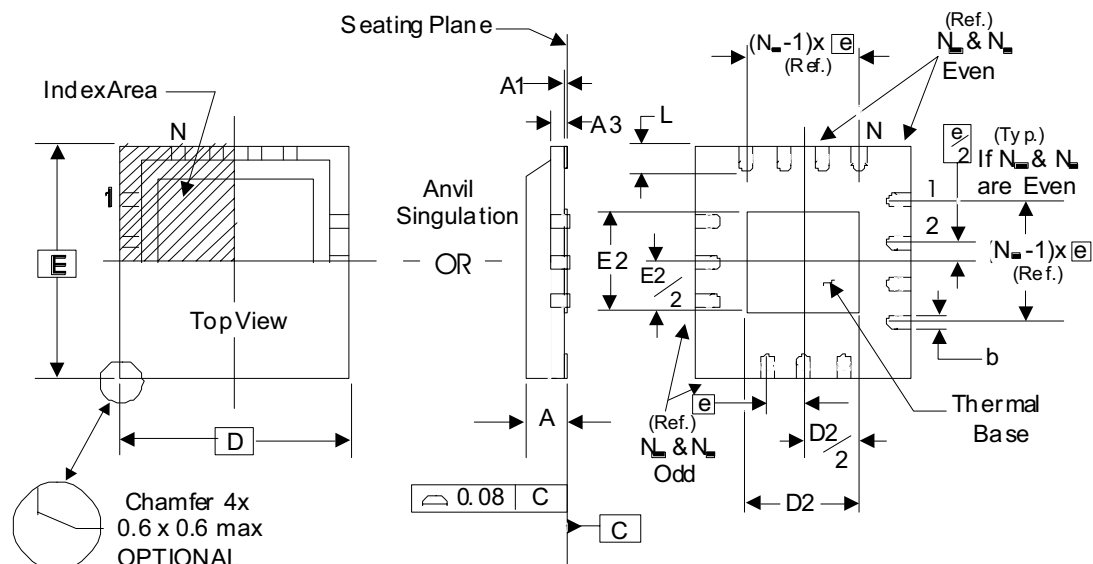 Seating Plane
Index Area
N
1
E
Top View
D
Chamfer 4x
0.6 x 0.6 max
OPTIONAL
A1
A3
L
Anvil
Singulation
OR
A
0.08 C
C
(N -1)x e
(Ref.)
(Ref.)
N & N
Even
N
e
2
(Typ.)
If N & N
are Even
1
2
(N -1)x e
(Ref.)
E2
E2
2
b
e
(Ref.)
N & N
Odd
D2
2
D2
Thermal
Base